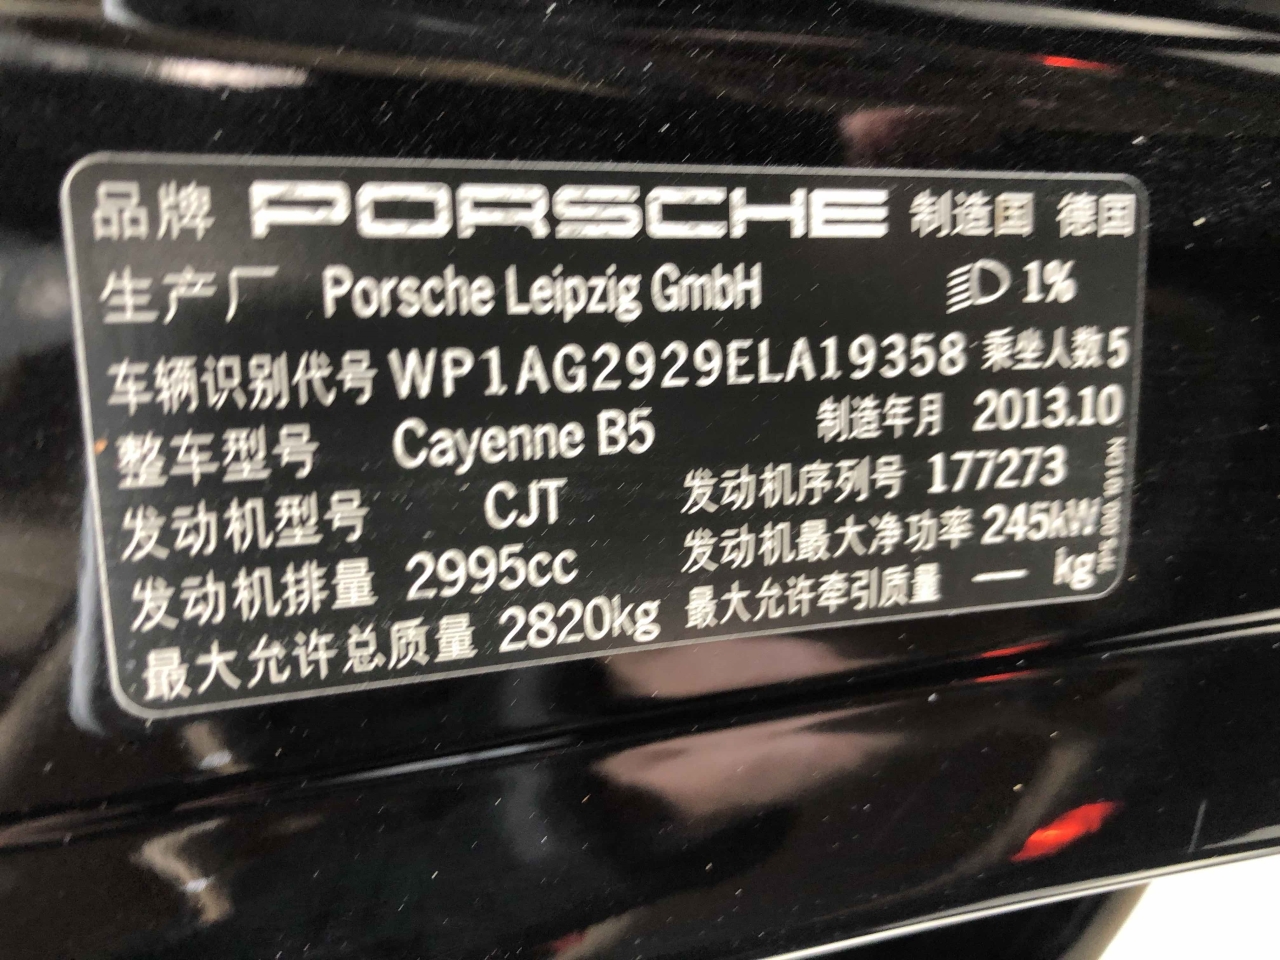 品牌 PORSCHE 制造国 德国
生产厂 Porsche Leipzig GmbH 1%
车辆识别代号 WP1AG2929ELA19358 乘坐人数 5
整车型号 Cayenne B5 制造年月 2013.10
发动机型号 CJT 发动机序列号 177273
发动机排量 2995cc 发动机最大净功率 245kW
最大允许总质量 2820kg 最大允许牵引质量 — kg